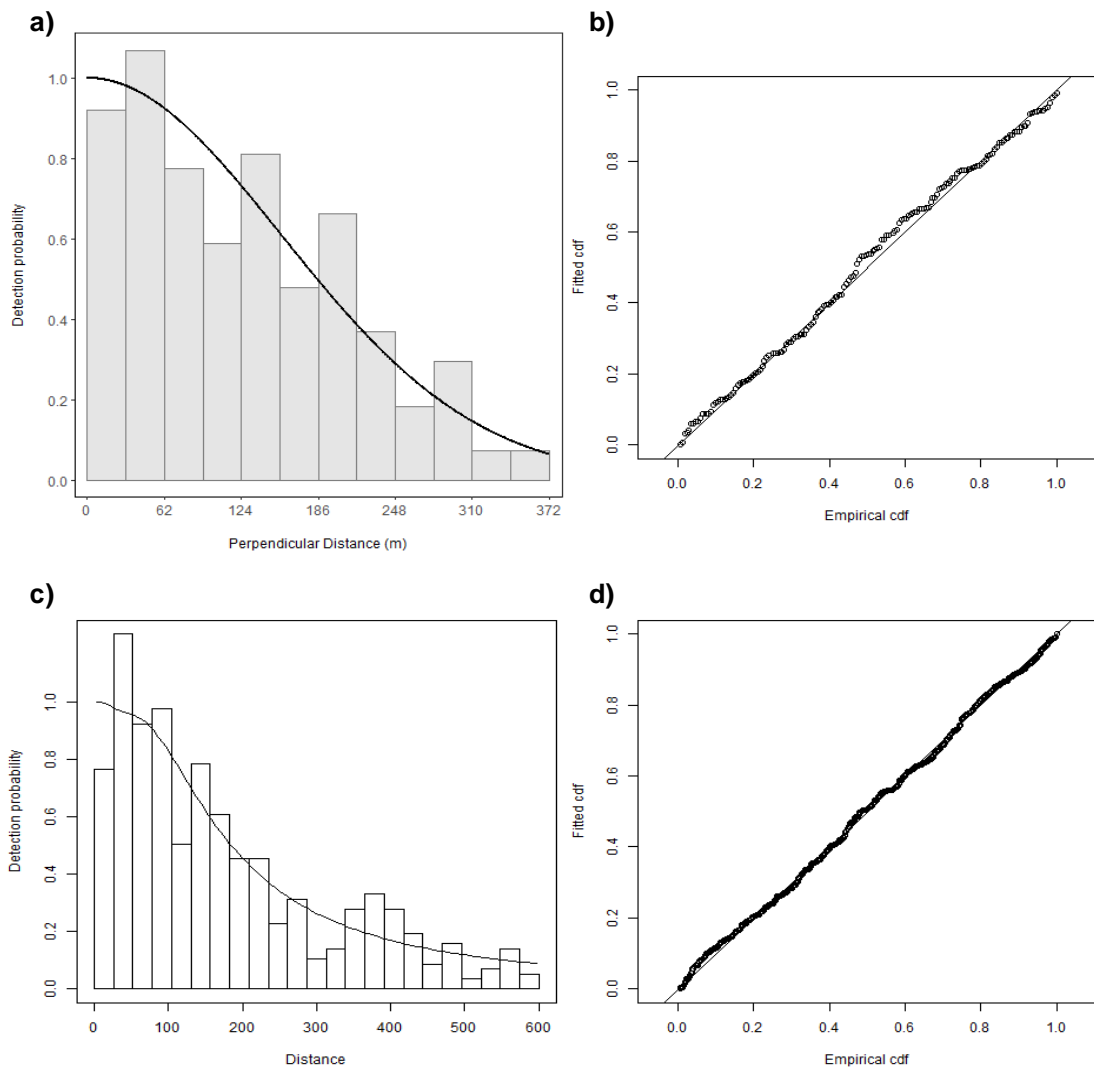 a)
Detection probability
1.0
0.8
0.6
0.4
0.2
0.0
0 62 124 186 248 310 372
Perpendicular Distance (m)
b)
Fitted cdf
1.0
0.8
0.6
0.4
0.2
0.0
0.0 0.2 0.4 0.6 0.8 1.0
Empirical cdf
c)
Detection probability
1.0
0.8
0.6
0.4
0.2
0.0
0 100 200 300 400 500 600
Distance
d)
Fitted cdf
1.0
0.8
0.6
0.4
0.2
0.0
0.0 0.2 0.4 0.6 0.8 1.0
Empirical cdf